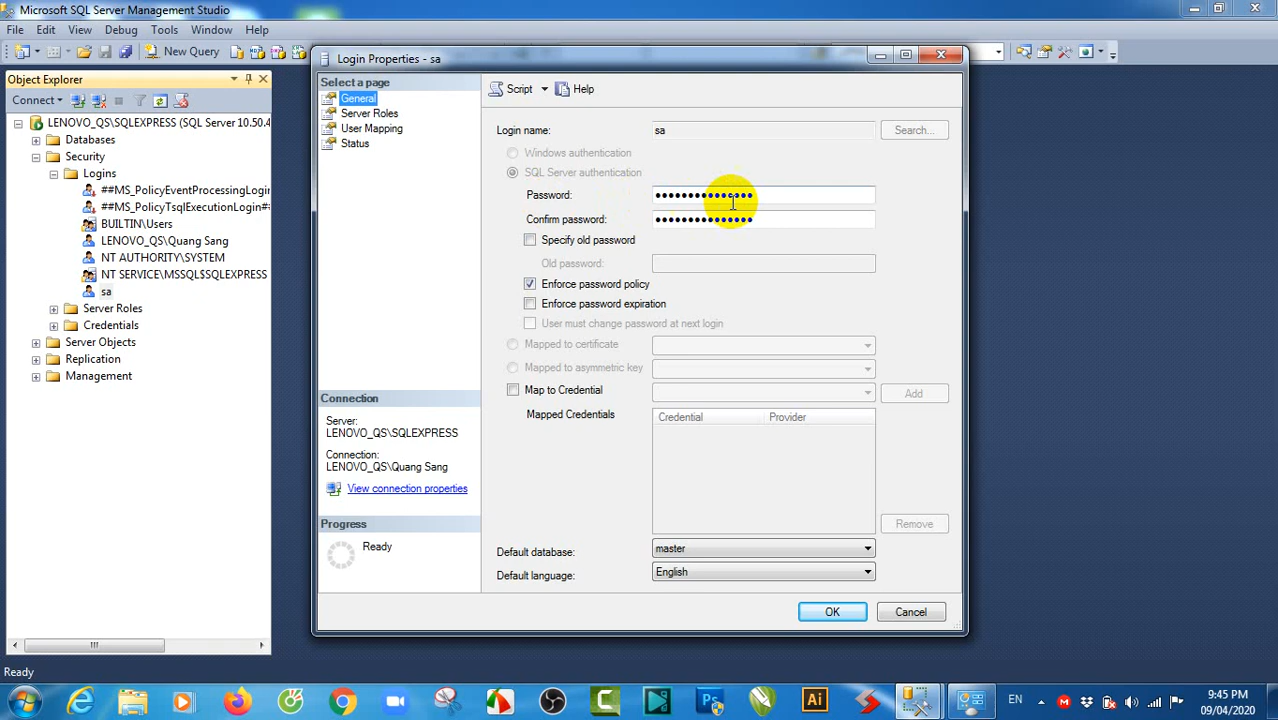 Microsoft SQL Server Management Studio
File Edit View Debug Tools Window Help
New Query
Object Explorer
Connect
LENOVO_QS\SQLEXPRESS (SQL Server 10.50.4
Databases
Security
Logins
##MS_PolicyEventProcessingLogin
##MS_PolicyTsqlExecutionLogin#
BUILTIN\Users
LENOVO_QS\Quang Sang
NT AUTHORITY\SYSTEM
NT SERVICE\MSSQL$SQLEXPRESS
sa
Server Roles
Credentials
Server Objects
Replication
Management
Ready
Login Properties - sa
Select a page
General
Server Roles
User Mapping
Status
Connection
Server:
LENOVO_QS\SQLEXPRESS
Connection:
LENOVO_QS\Quang Sang
View connection properties
Progress
Ready
Script Help
Login name: sa Search...
Windows authentication
SQL Server authentication
Password: ●●●●●●●●●●●●●●●
Confirm password: ●●●●●●●●●●●●●●●
Specify old password
Old password:
Enforce password policy
Enforce password expiration
User must change password at next login
Mapped to certificate
Mapped to asymmetric key
Map to Credential Add
Mapped Credentials Credential Provider
Remove
Default database: master
Default language: English
OK Cancel
EN
9:45 PM
09/04/2020